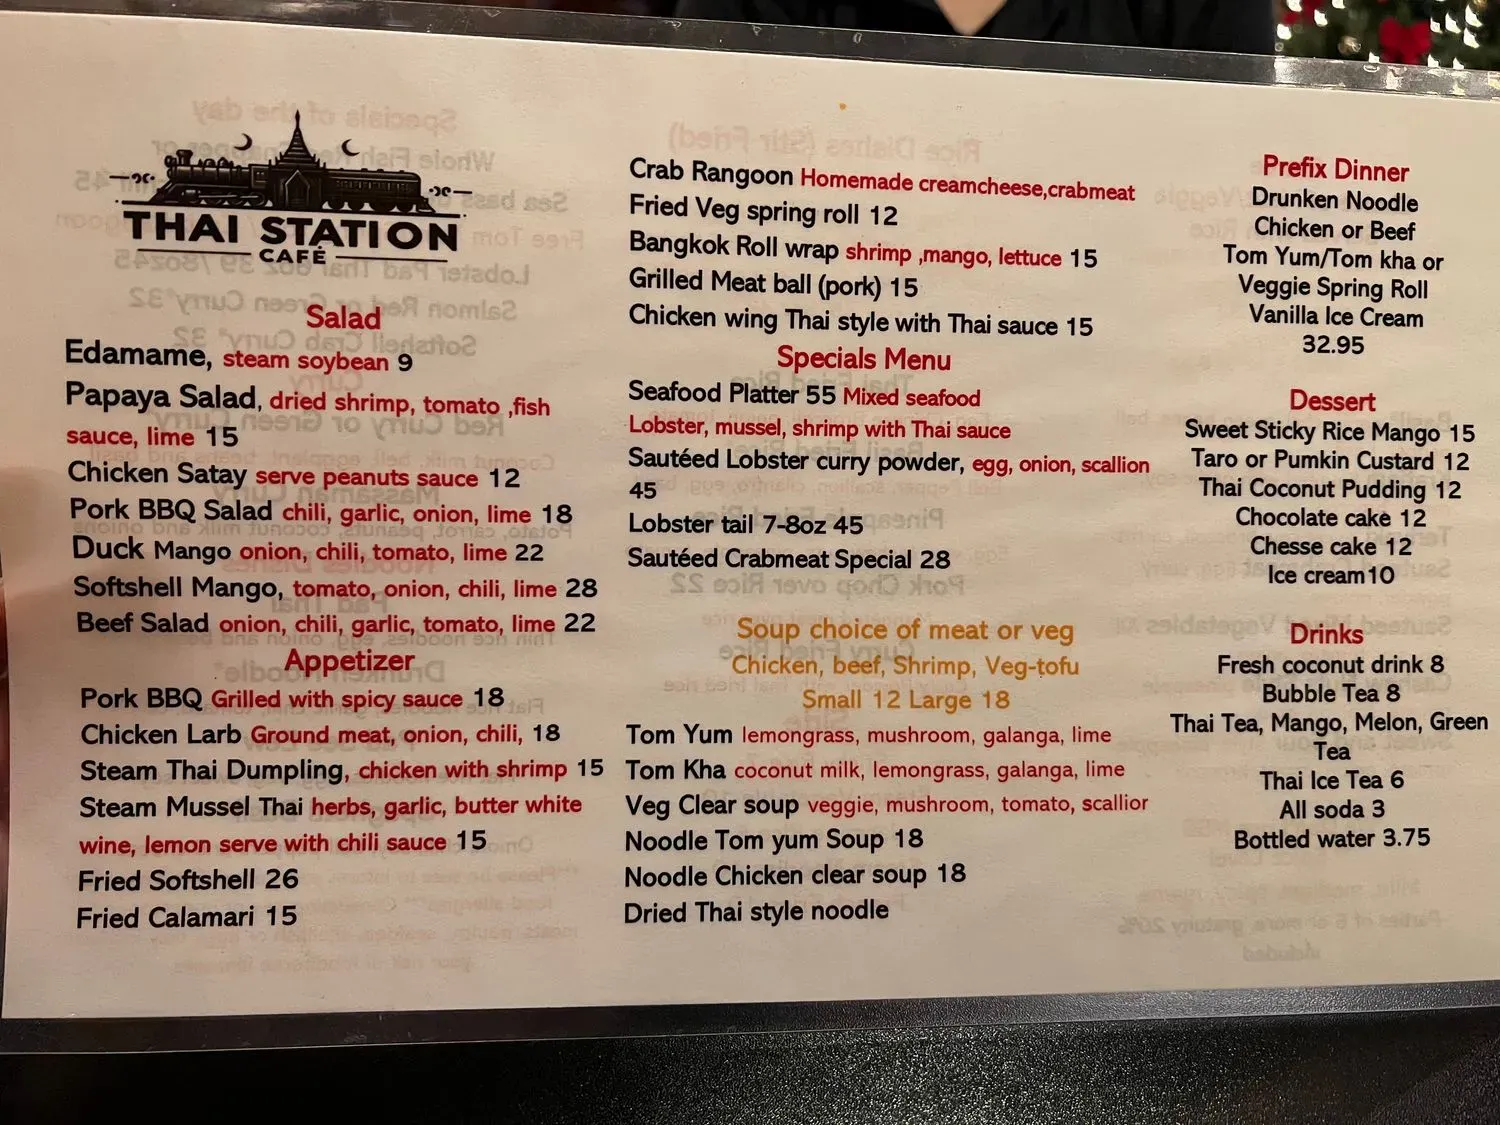 THAI STATION
CAFÉ
Salad
Edamame, steam soybean 9
Papaya Salad, dried shrimp, tomato ,fish
sauce, lime 15
Chicken Satay serve peanuts sauce 12
Pork BBQ Salad chili, garlic, onion, lime 18
Duck Mango onion, chili, tomato, lime 22
Softshell Mango, tomato, onion, chili, lime 28
Beef Salad onion, chili, garlic, tomato, lime 22
Appetizer
Pork BBQ Grilled with spicy sauce 18
Chicken Larb Ground meat, onion, chili, 18
Steam Thai Dumpling, chicken with shrimp 15
Steam Mussel Thai herbs, garlic, butter white
wine, lemon serve with chili sauce 15
Fried Softshell 26
Fried Calamari 15
Crab Rangoon Homemade creamcheese,crabmeat
Fried Veg spring roll 12
Bangkok Roll wrap shrimp ,mango, lettuce 15
Grilled Meat ball (pork) 15
Chicken wing Thai style with Thai sauce 15
Specials Menu
Seafood Platter 55 Mixed seafood
Lobster, mussel, shrimp with Thai sauce
Sautéed Lobster curry powder, egg, onion, scallion
45
Lobster tail 7-8oz 45
Sautéed Crabmeat Special 28
Soup choice of meat or veg
Chicken, beef, Shrimp, Veg-tofu
Small 12 Large 18
Tom Yum lemongrass, mushroom, galanga, lime
Tom Kha coconut milk, lemongrass, galanga, lime
Veg Clear soup veggie, mushroom, tomato, scallior
Noodle Tom yum Soup 18
Noodle Chicken clear soup 18
Dried Thai style noodle
Prefix Dinner
Drunken Noodle
Chicken or Beef
Tom Yum/Tom kha or
Veggie Spring Roll
Vanilla Ice Cream
32.95
Dessert
Sweet Sticky Rice Mango 15
Taro or Pumkin Custard 12
Thai Coconut Pudding 12
Chocolate cake 12
Chesse cake 12
Ice cream10
Drinks
Fresh coconut drink 8
Bubble Tea 8
Thai Tea, Mango, Melon, Green
Tea
Thai Ice Tea 6
All soda 3
Bottled water 3.75